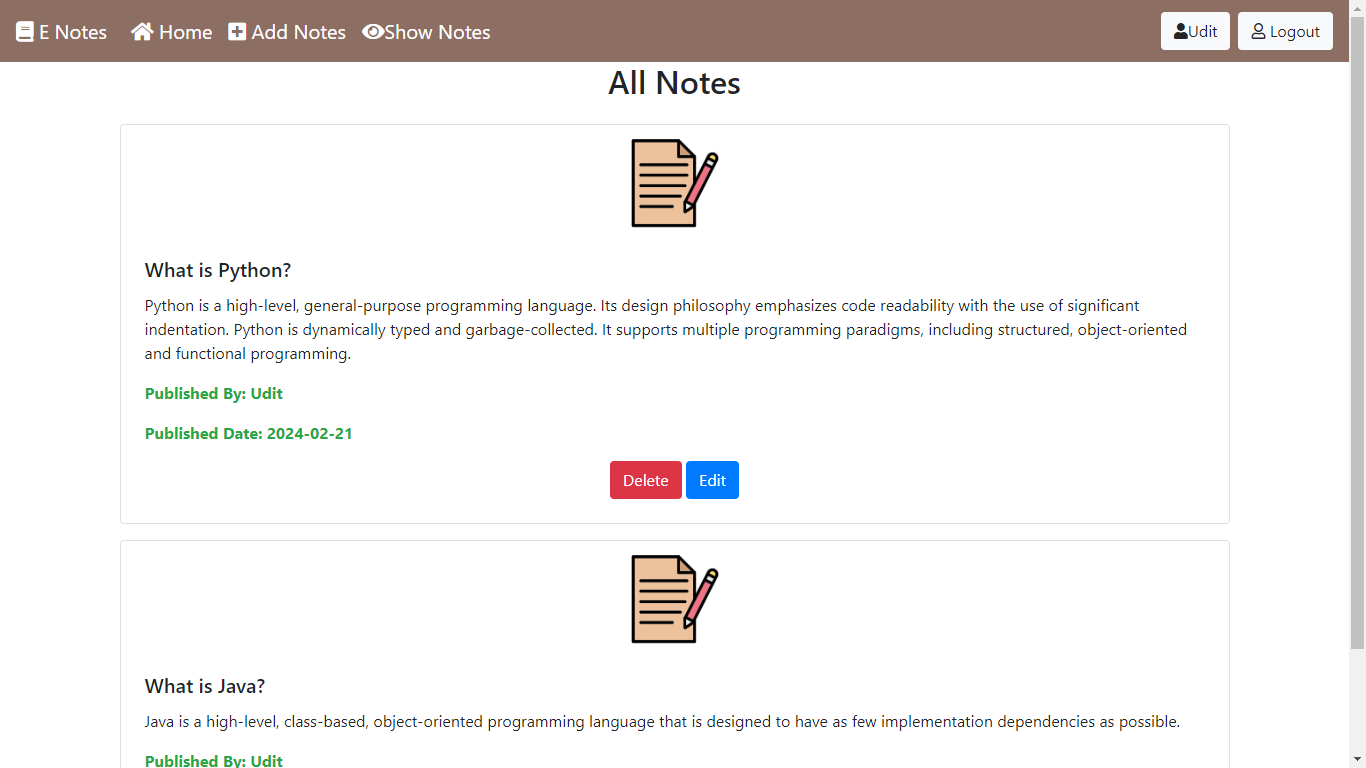 E Notes Home Add Notes Show Notes Udit Logout
All Notes
What is Python?
Python is a high-level, general-purpose programming language. Its design philosophy emphasizes code readability with the use of significant
indentation. Python is dynamically typed and garbage-collected. It supports multiple programming paradigms, including structured, object-oriented
and functional programming.
Published By: Udit
Published Date: 2024-02-21
Delete Edit
What is Java?
Java is a high-level, class-based, object-oriented programming language that is designed to have as few implementation dependencies as possible.
Published By: Udit